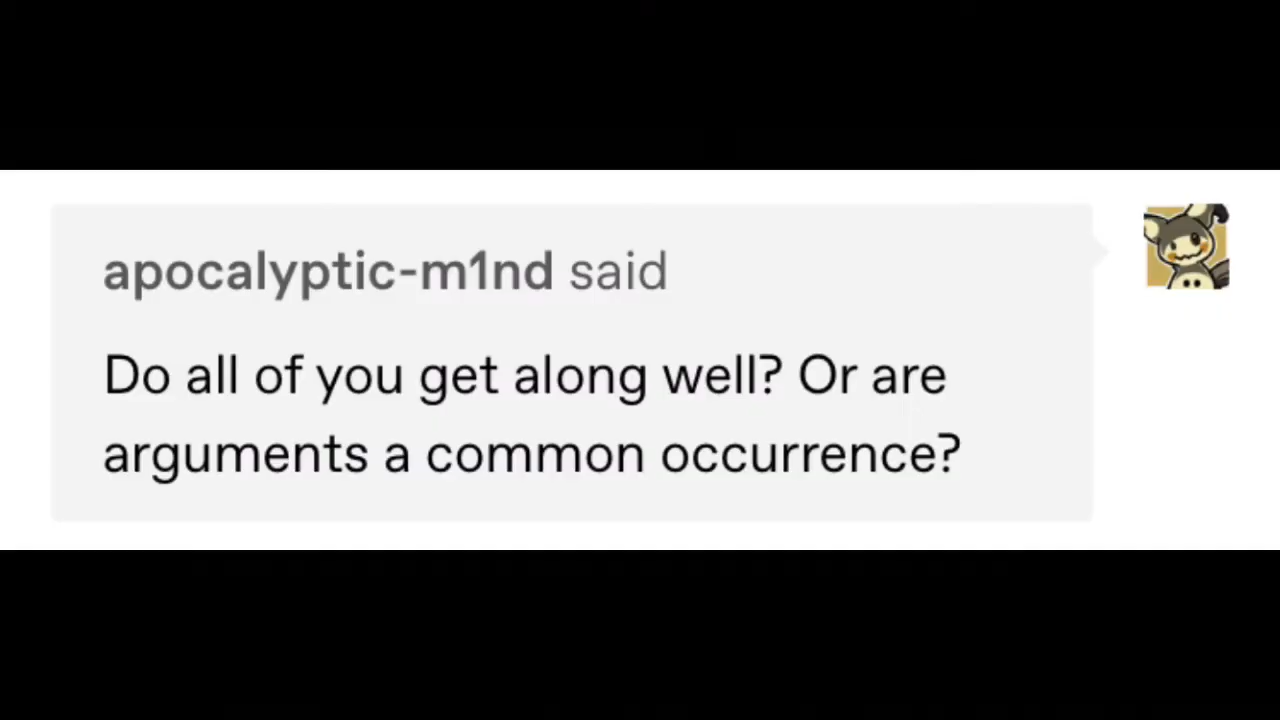 apocalyptic-m1nd said
Do all of you get along well? Or are
arguments a common occurrence?